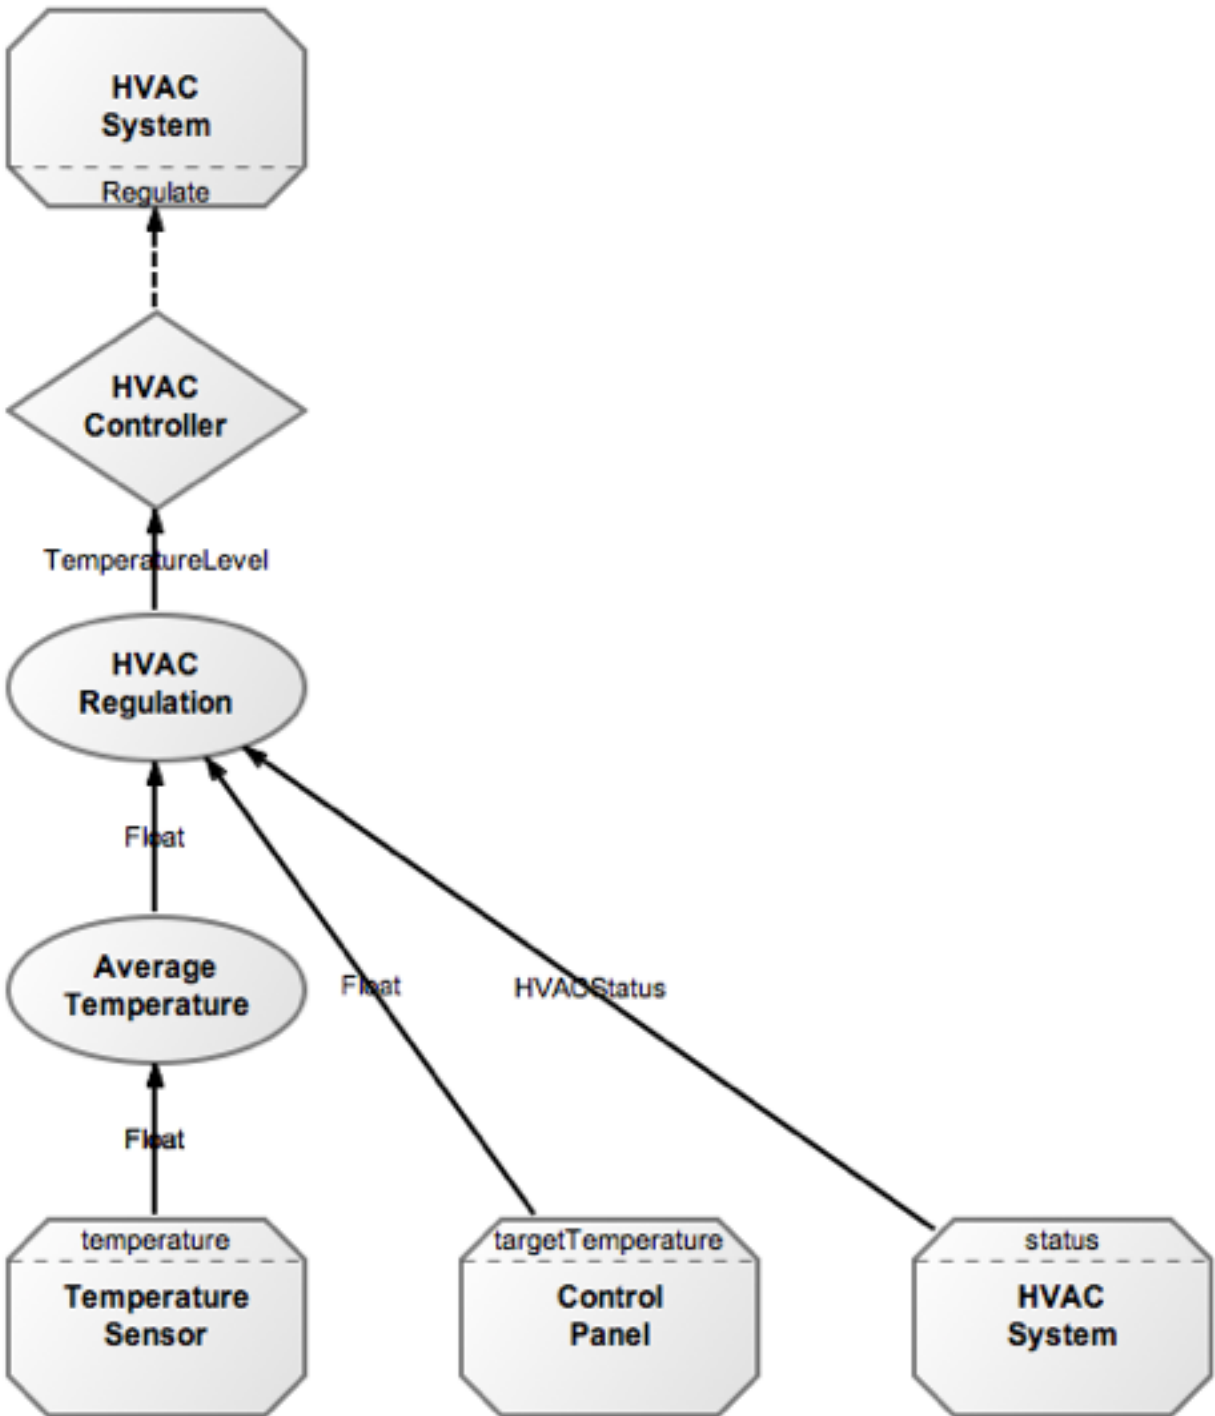 HVAC
System
Regulate
HVAC
Controller
TemperatureLevel
HVAC
Regulation
Float
Average
Temperature
Float
HVACStatus
Float
temperature
Temperature
Sensor
targetTemperature
Control
Panel
status
HVAC
System